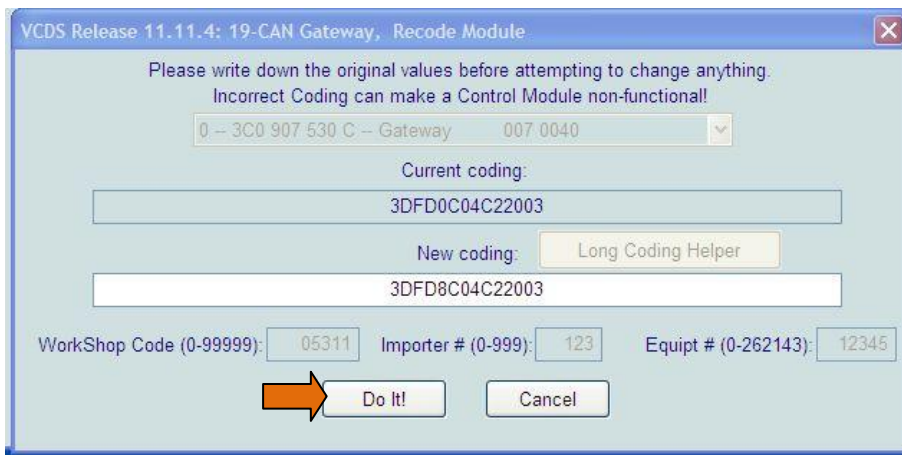 VCDS Release 11.11.4: 19-CAN Gateway, Recode Module
Please write down the original values before attempting to change anything.
Incorrect Coding can make a Control Module non-functional!
0 -- 3C0 907 530 C -- Gateway 007 0040
Current coding:
3DFD0C04C22003
New coding: Long Coding Helper
3DFD8C04C22003
WorkShop Code (0-99999): 05311 Importer # (0-999): 123 Equipt # (0-262143): 12345
Do It! Cancel